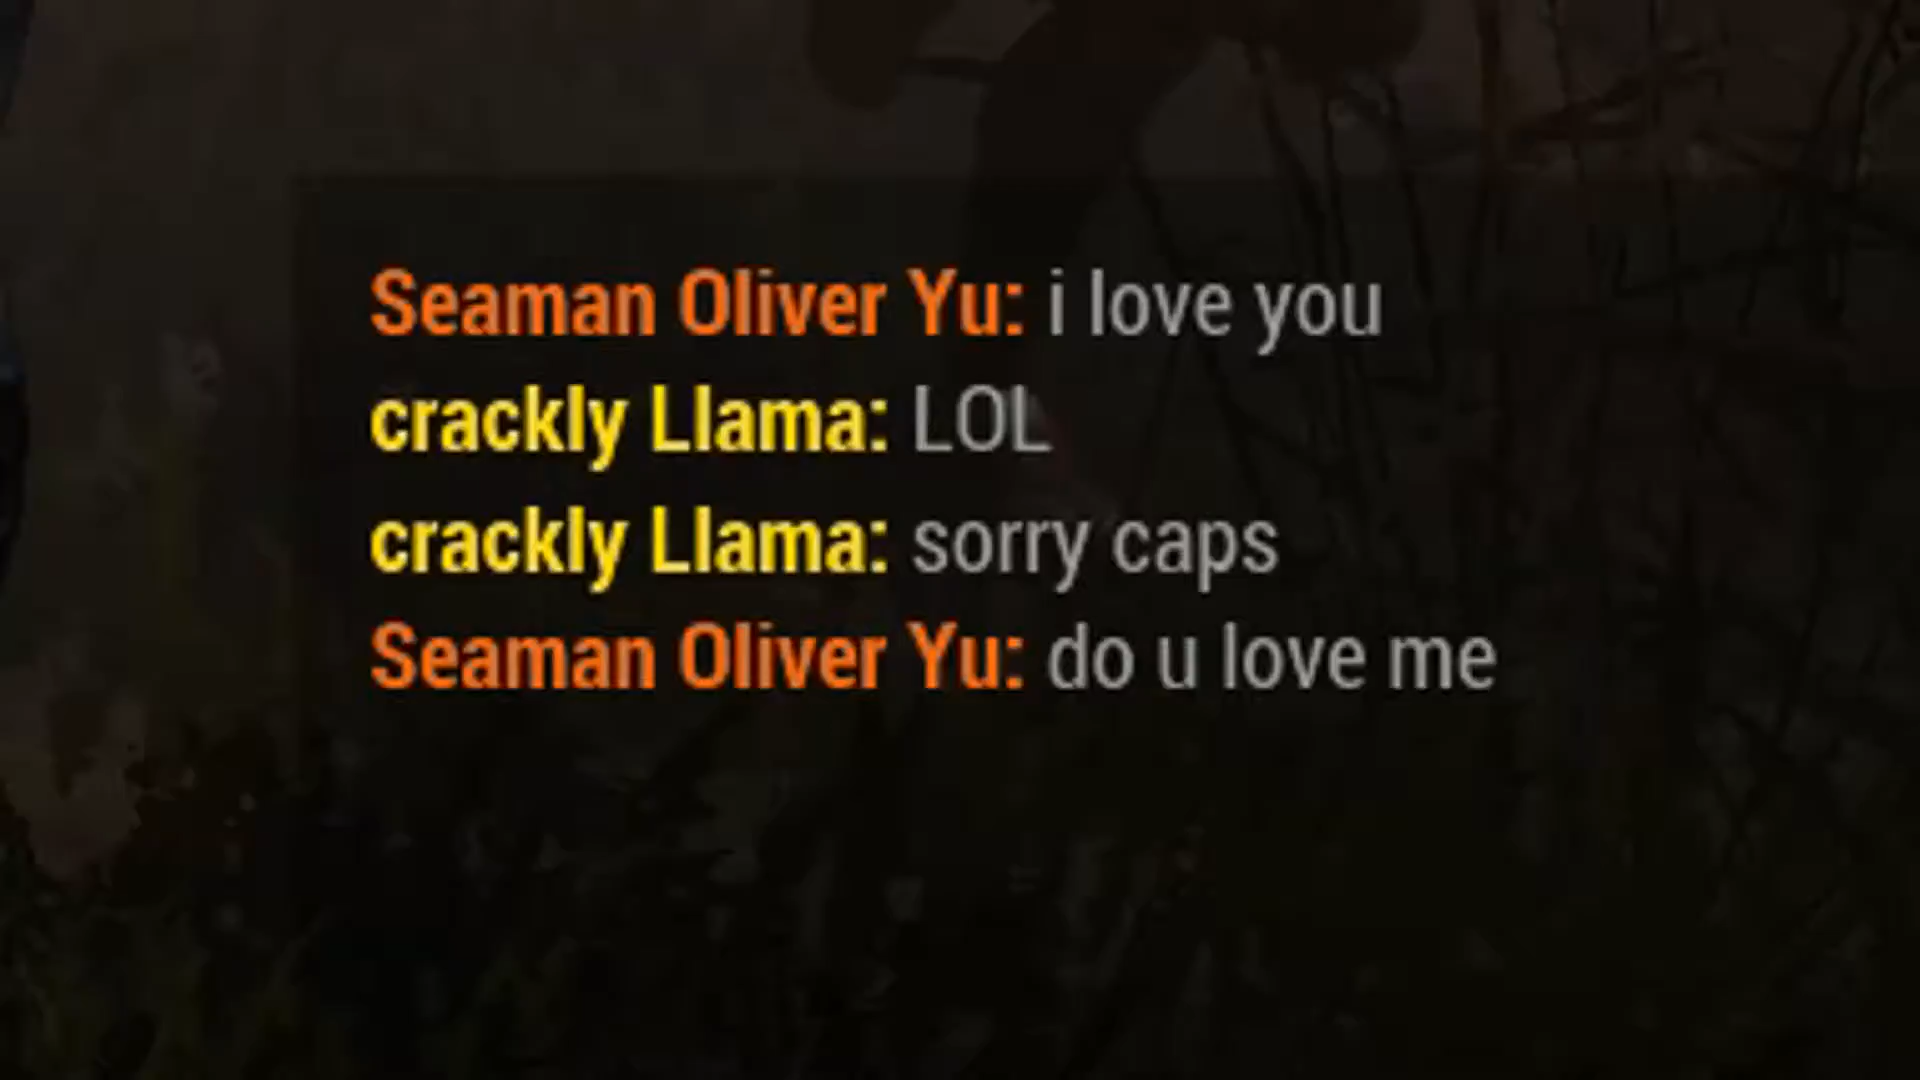 Seaman Oliver Yu: i love you
crackly Llama: LOL
crackly Llama: sorry caps
Seaman Oliver Yu: do u love me